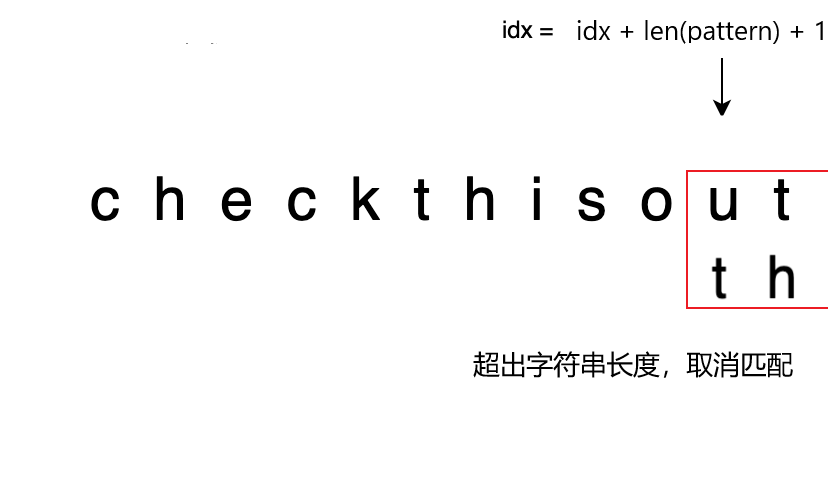 idx = idx + len(pattern) + 1
c h e c k t h i s o u t
t h
超出字符串长度，取消匹配